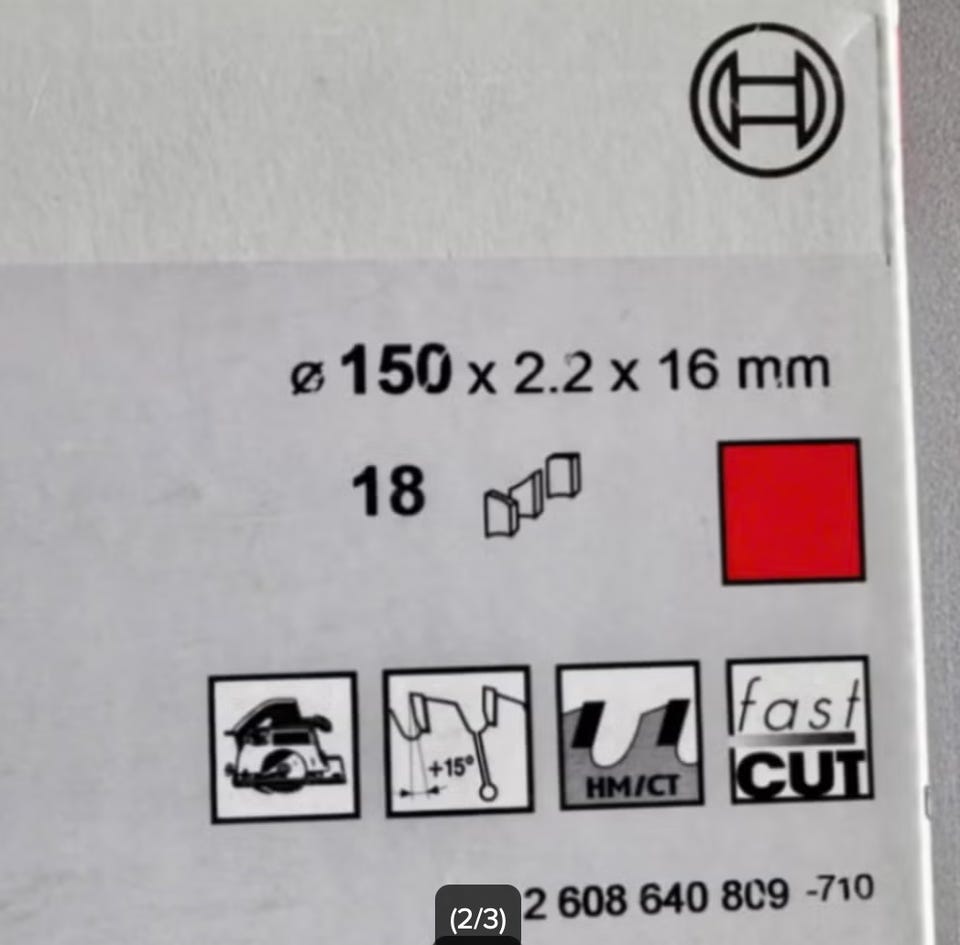 ø 150 x 2.2 x 16 mm
18
+15°
HM/CT
fast
CUT
2 608 640 809 -710
(2/3)